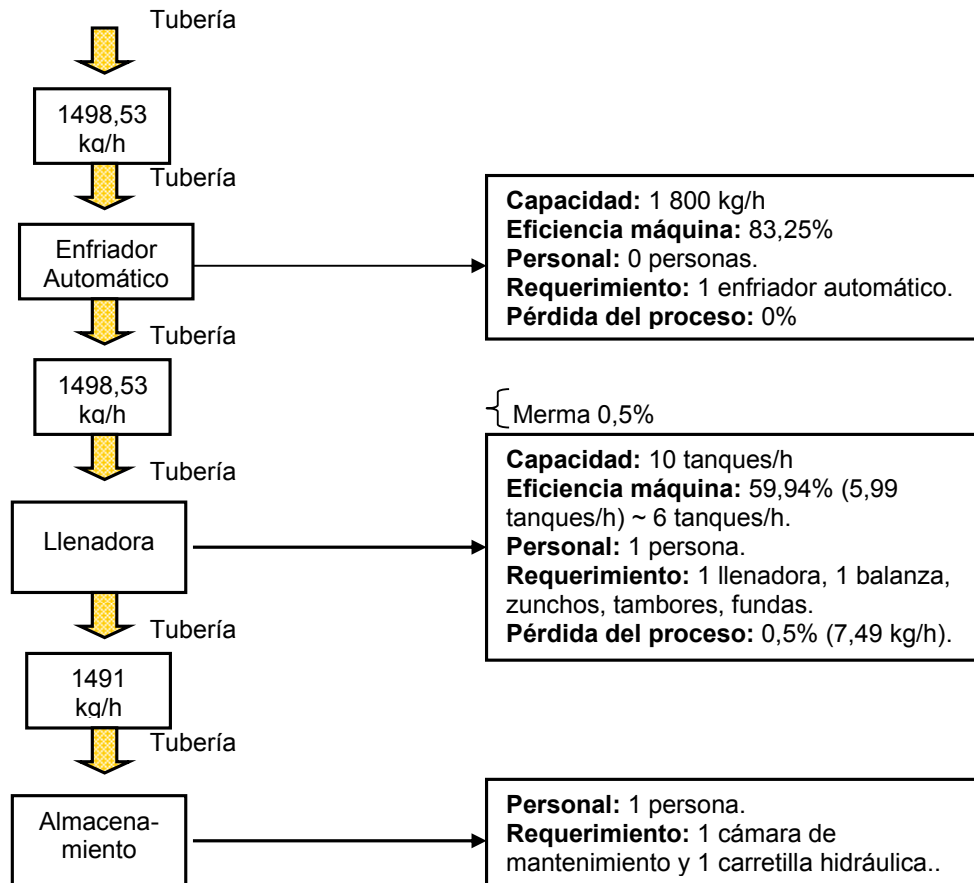 Tubería
1498,53
kg/h
Tubería
Enfriador
Automático
Capacidad: 1 800 kg/h
Eficiencia máquina: 83,25%
Personal: 0 personas.
Requerimiento: 1 enfriador automático.
Pérdida del proceso: 0%
Tubería
1498,53
kg/h
Merma 0,5%
Tubería
Llenadora
Capacidad: 10 tanques/h
Eficiencia máquina: 59,94% (5,99
tanques/h) ~ 6 tanques/h.
Personal: 1 persona.
Requerimiento: 1 llenadora, 1 balanza,
zunchos, tambores, fundas.
Pérdida del proceso: 0,5% (7,49 kg/h).
Tubería
1491
kg/h
Tubería
Almacena-
miento
Personal: 1 persona.
Requerimiento: 1 cámara de
mantenimiento y 1 carretilla hidráulica..